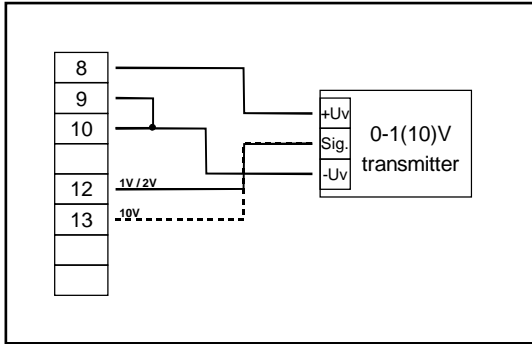 8
9
10
12
13
1V / 2V
10V
+Uv
Sig.
-Uv
0-1(10)V
transmitter